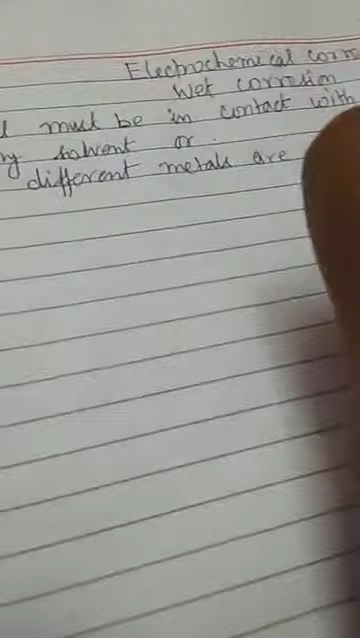 Electrochemical corr
Wet corrosion
must be in contact with
solvent or.
different metals are